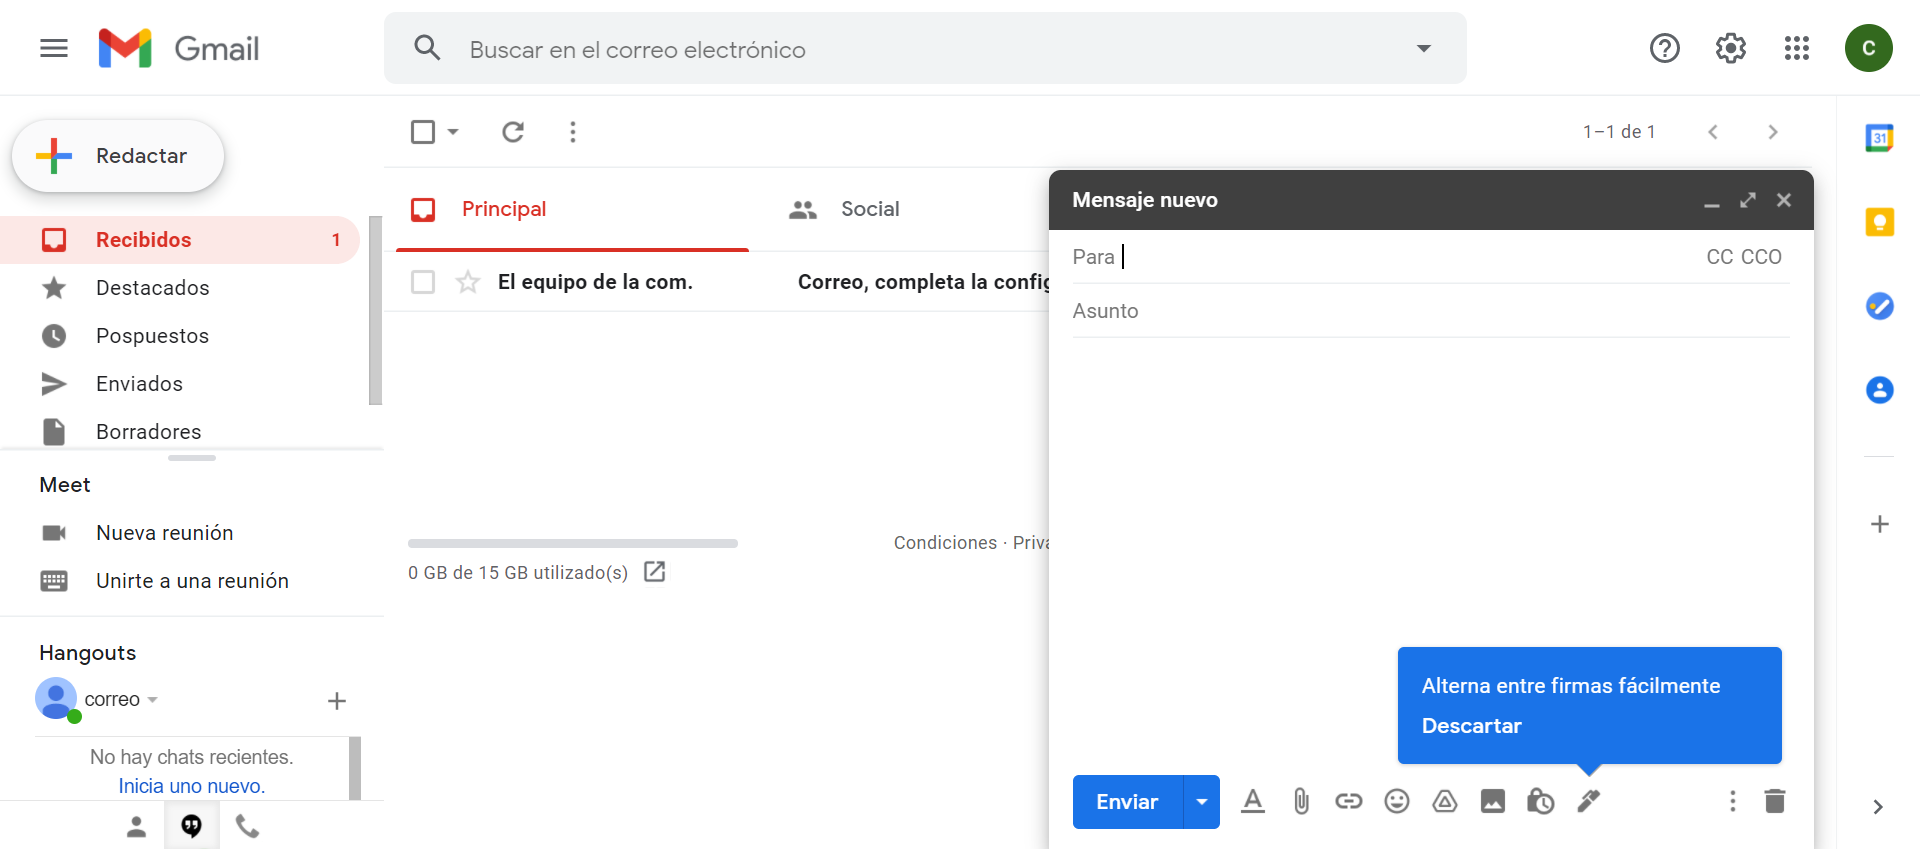 Gmail
Buscar en el correo electrónico
C
Redactar
1–1 de 1
31
Principal
Social
Recibidos 1
Destacados
Pospuestos
Enviados
Borradores
El equipo de la com. Correo, completa la config
Mensaje nuevo
Para CC CCO
Asunto
Meet
Nueva reunión
Unirte a una reunión
Condiciones · Priva
0 GB de 15 GB utilizado(s)
Hangouts
correo
No hay chats recientes.
Inicia uno nuevo.
Alterna entre firmas fácilmente
Descartar
Enviar